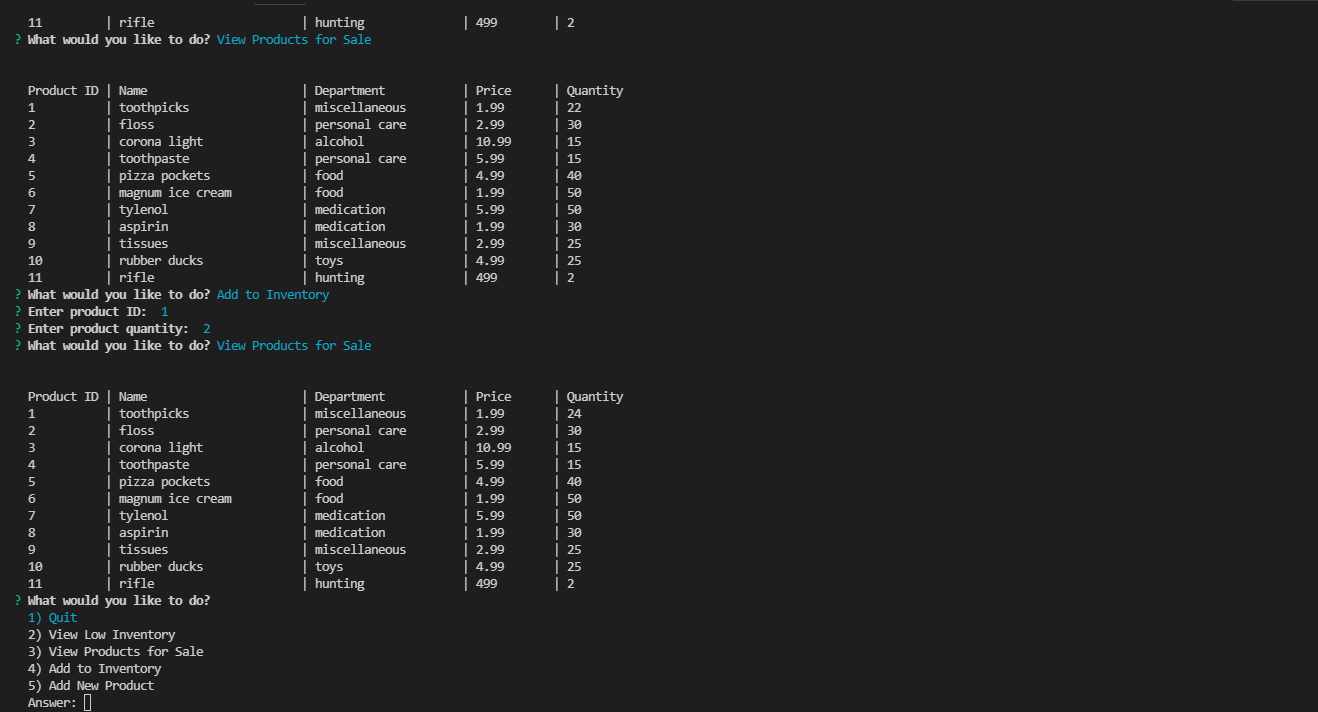 11         | rifle                  | hunting            | 499       | 2
? What would you like to do? View Products for Sale
Product ID | Name                   | Department         | Price     | Quantity
1          | toothpicks             | miscellaneous      | 1.99      | 22
2          | floss                  | personal care      | 2.99      | 30
3          | corona light           | alcohol            | 10.99     | 15
4          | toothpaste             | personal care      | 5.99      | 15
5          | pizza pockets          | food               | 4.99      | 40
6          | magnum ice cream       | food               | 1.99      | 50
7          | tylenol                | medication         | 5.99      | 50
8          | aspirin                | medication         | 1.99      | 30
9          | tissues                | miscellaneous      | 2.99      | 25
10         | rubber ducks           | toys               | 4.99      | 25
11         | rifle                  | hunting            | 499       | 2
? What would you like to do? Add to Inventory
? Enter product ID:  1
? Enter product quantity:  2
? What would you like to do? View Products for Sale
Product ID | Name                   | Department         | Price     | Quantity
1          | toothpicks             | miscellaneous      | 1.99      | 24
2          | floss                  | personal care      | 2.99      | 30
3          | corona light           | alcohol            | 10.99     | 15
4          | toothpaste             | personal care      | 5.99      | 15
5          | pizza pockets          | food               | 4.99      | 40
6          | magnum ice cream       | food               | 1.99      | 50
7          | tylenol                | medication         | 5.99      | 50
8          | aspirin                | medication         | 1.99      | 30
9          | tissues                | miscellaneous      | 2.99      | 25
10         | rubber ducks           | toys               | 4.99      | 25
11         | rifle                  | hunting            | 499       | 2
? What would you like to do?
1) Quit
2) View Low Inventory
3) View Products for Sale
4) Add to Inventory
5) Add New Product
Answer: